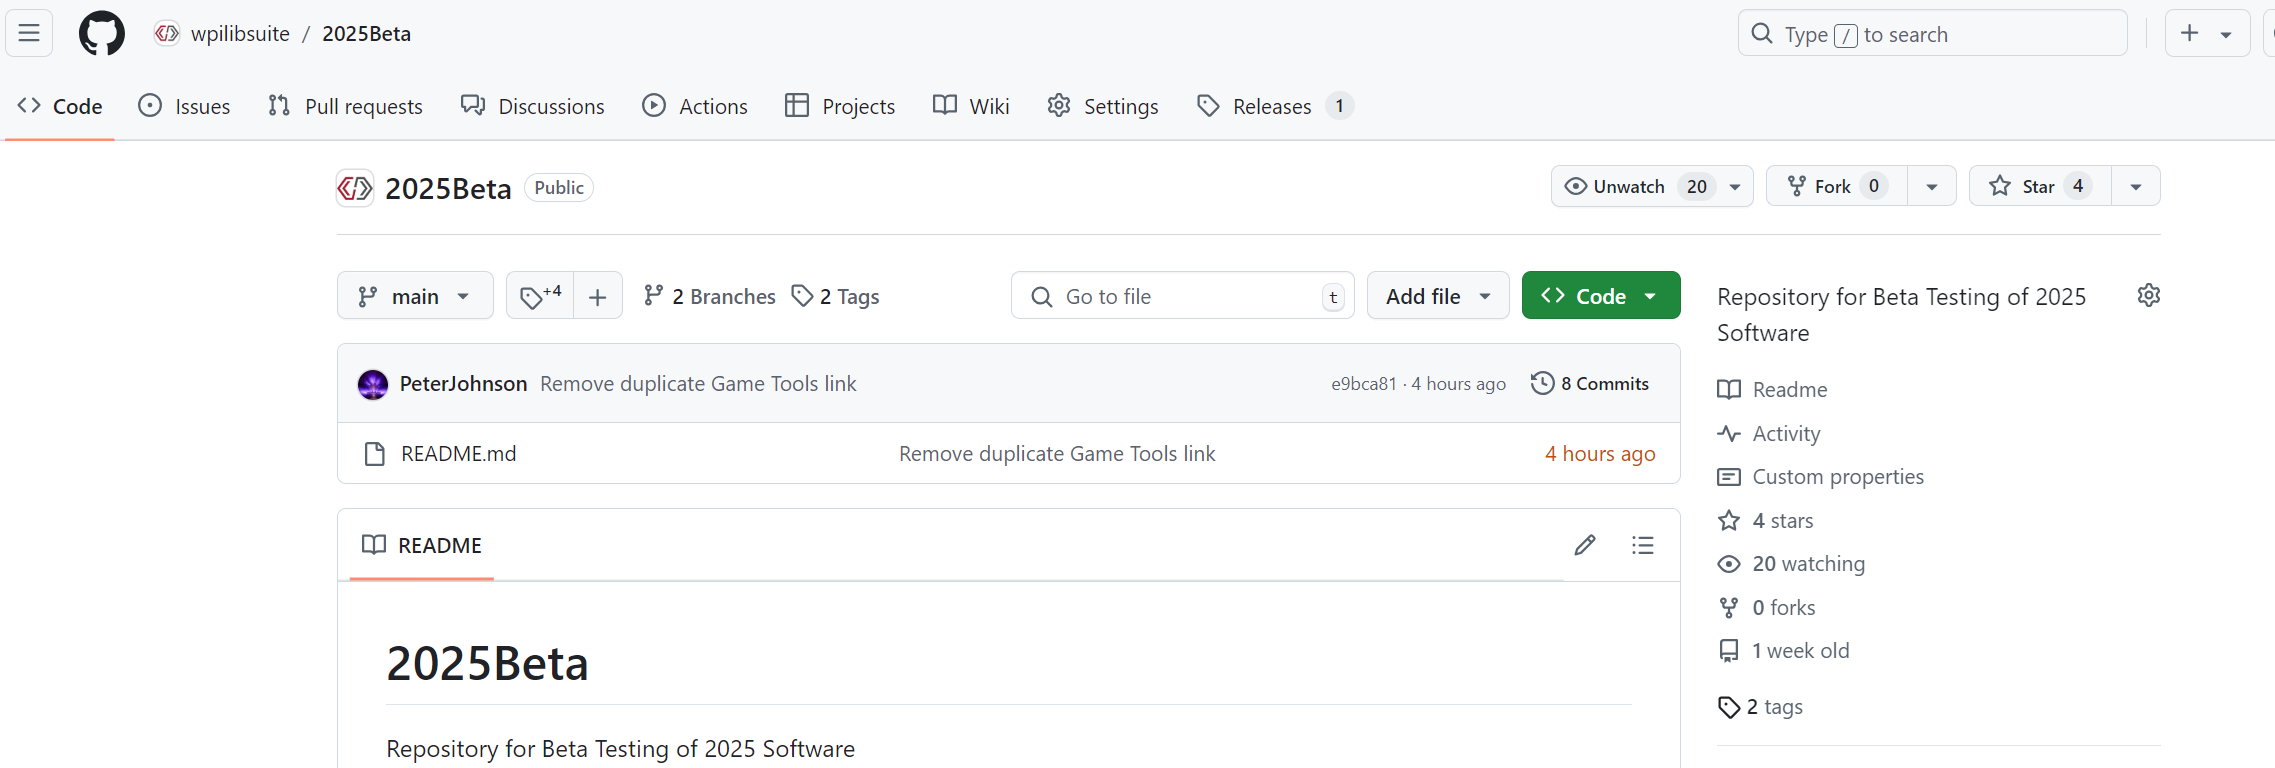 wpilibsuite / 2025Beta
Type / to search
Code Issues Pull requests Discussions Actions Projects Wiki Settings Releases 1
2025Beta Public
Unwatch 20 Fork 0 Star 4
main +4 2 Branches 2 Tags Go to file t Add file Code
PeterJohnson Remove duplicate Game Tools link e9bca81 · 4 hours ago 8 Commits
README.md Remove duplicate Game Tools link 4 hours ago
README
2025Beta
Repository for Beta Testing of 2025 Software
Repository for Beta Testing of 2025
Software
Readme
Activity
Custom properties
4 stars
20 watching
0 forks
1 week old
2 tags